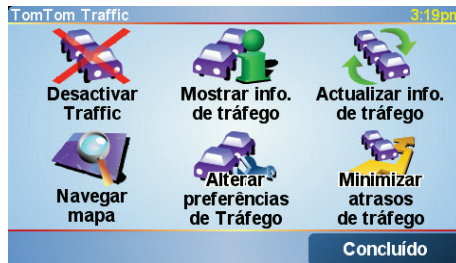 TomTom Traffic 3:19pm
Desactivar Mostrar info. Actualizar info.
Traffic de tráfego de tráfego
Navegar Alterar Minimizar
mapa preferências atrasos
de Tráfego de tráfego
Concluído